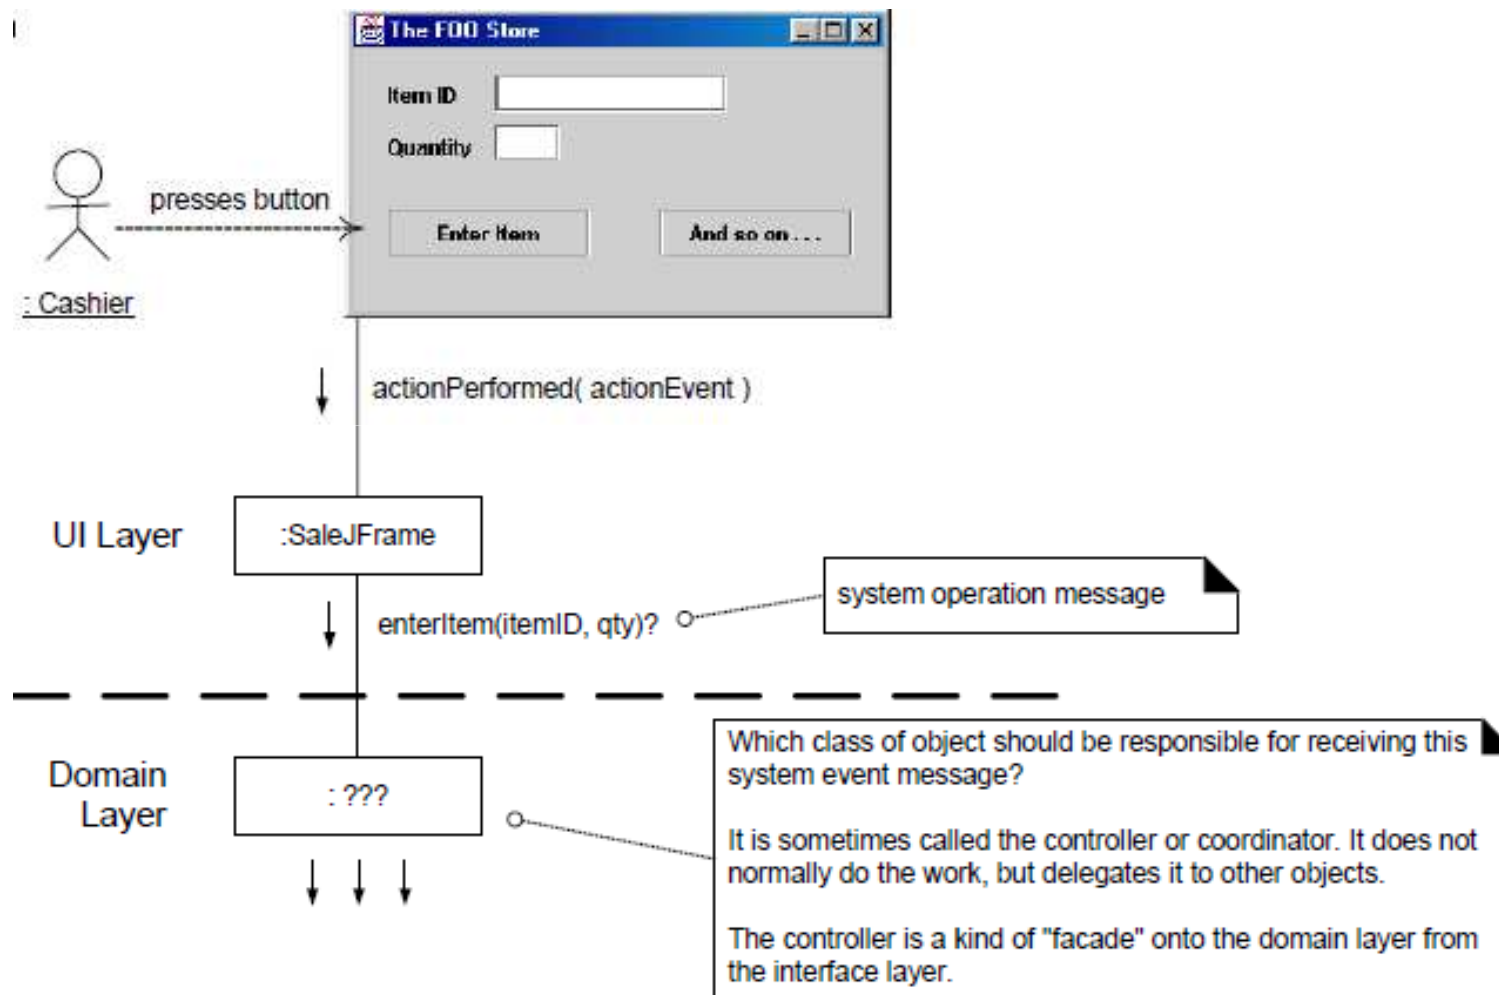 The FOO Store
Item ID
Quantity
presses button
Enter Item
And so on . . .
: Cashier
actionPerformed( actionEvent )
UI Layer
:SaleJFrame
system operation message
enterItem(itemID, qty)?
Which class of object should be responsible for receiving this
system event message?
Domain
Layer
: ???
It is sometimes called the controller or coordinator. It does not
normally do the work, but delegates it to other objects.
The controller is a kind of "facade" onto the domain layer from
the interface layer.